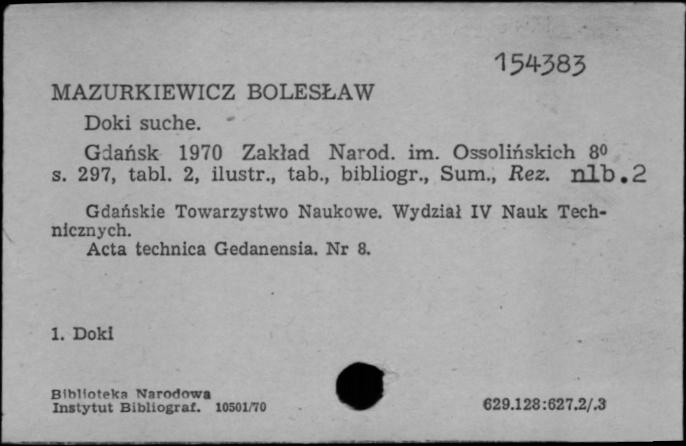 154383
MAZURKIEWICZ BOLESŁAW
Doki suche.
Gdańsk 1970 Zakład Narod. im. Ossolińskich 8⁰
s. 297, tabl. 2, ilustr., tab., bibliogr., Sum., Rez. nlb.2
Gdańskie Towarzystwo Naukowe. Wydział IV Nauk Tech-
nicznych.
Acta technica Gedanensia. Nr 8.
1. Doki
Biblioteka Narodowa
Instytut Bibliograf. 10501/70
629.128:627.2/.3